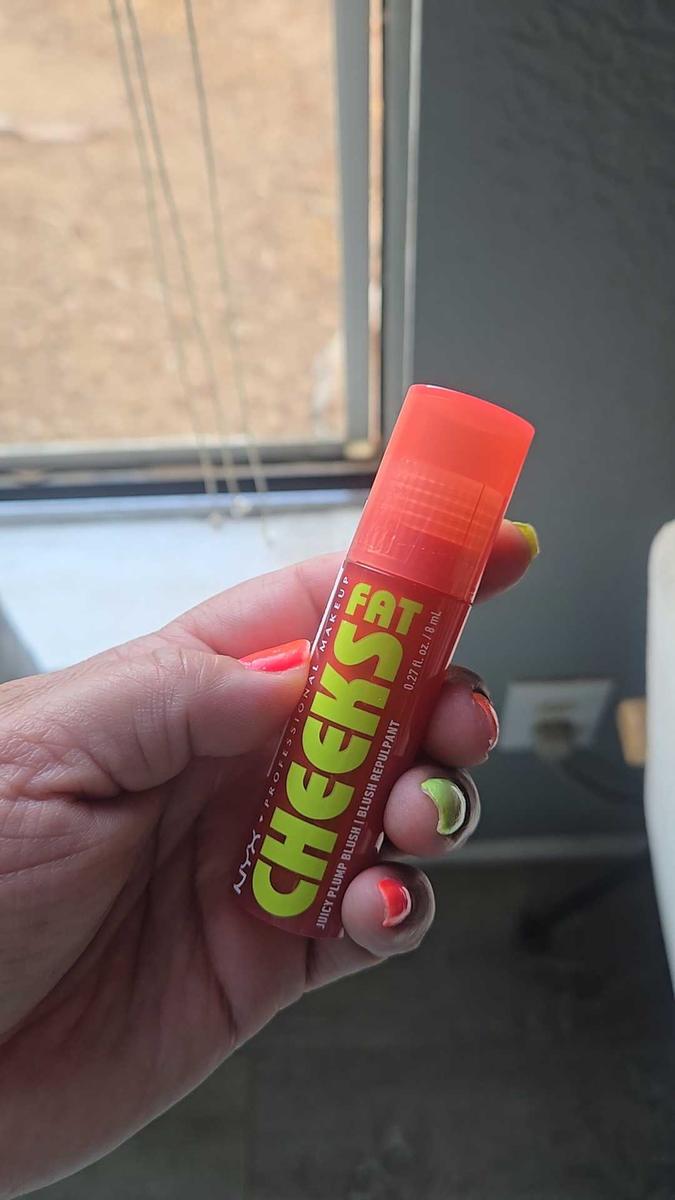 NYX PROFESSIONAL MAKEUP
FAT
CHEEKS
0.27 fl. oz. / 8 mL
JUICY PLUMP BLUSH | BLUSH REPULPANT